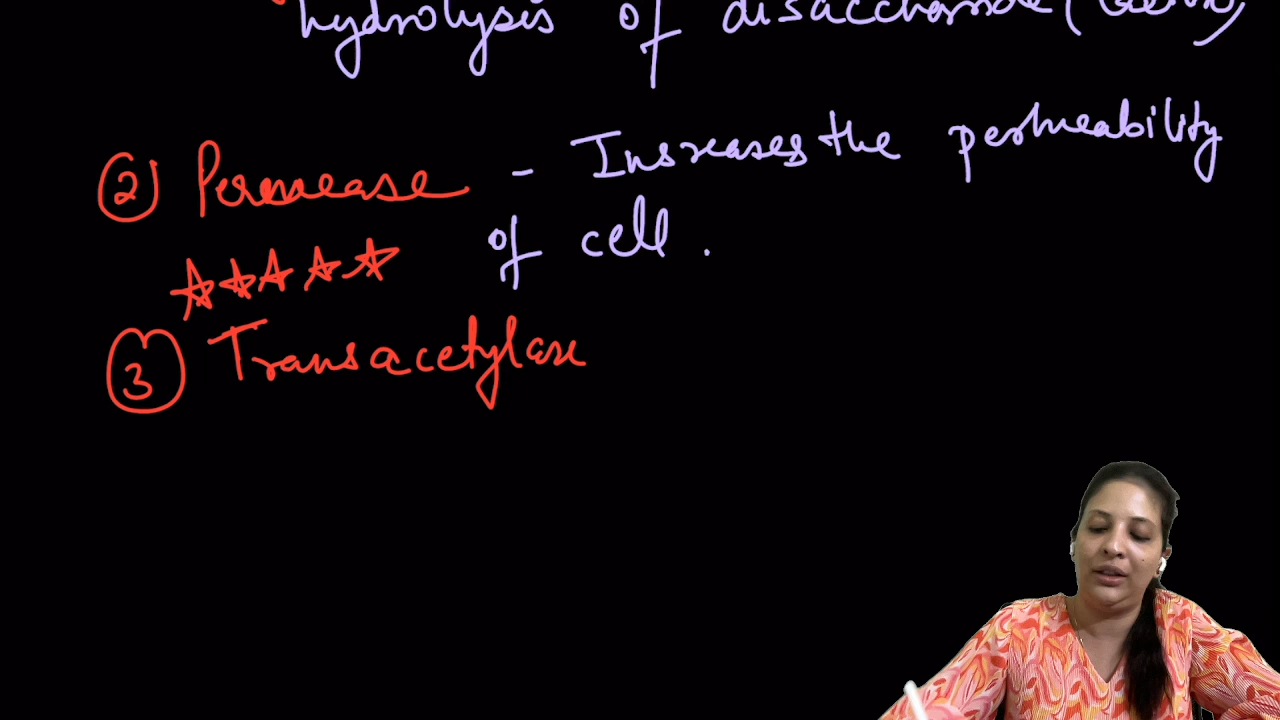 hydrolysis of disaccharide (
② Permease - Increases the permeability
of cell.
③ Transacetylase